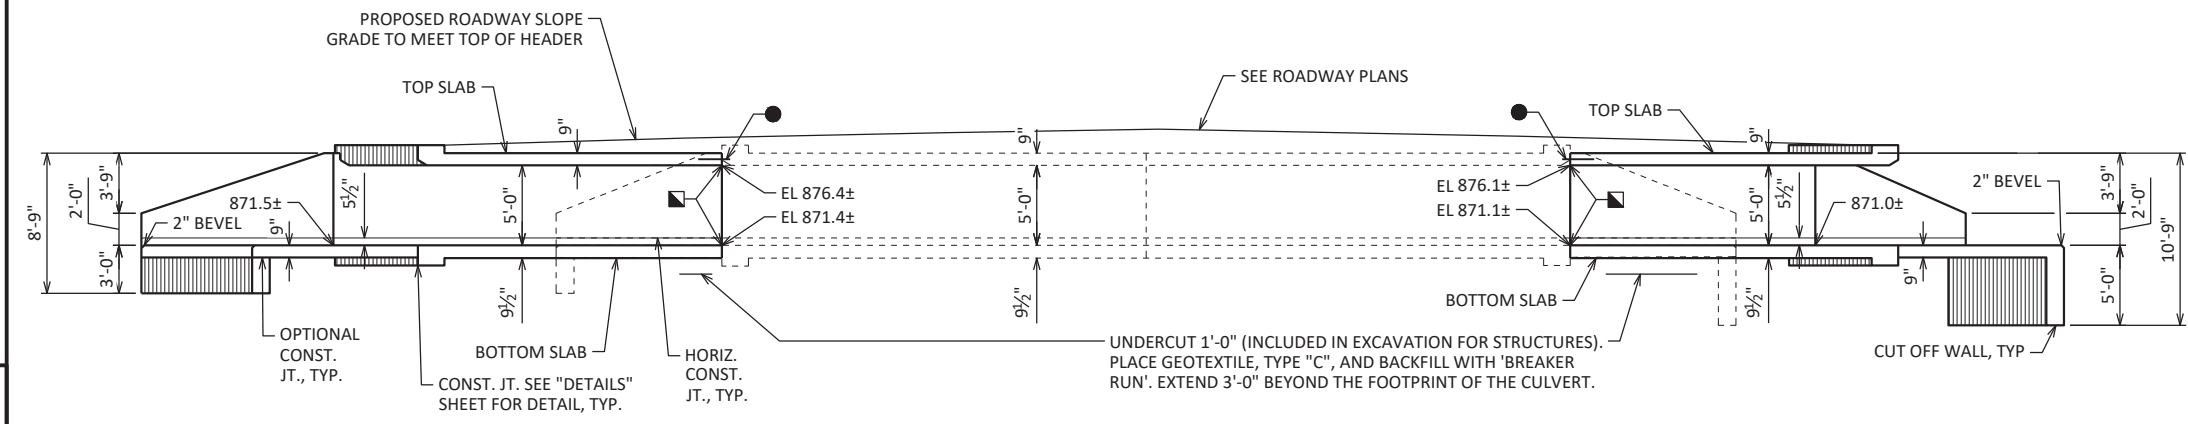 PROPOSED ROADWAY SLOPE
GRADE TO MEET TOP OF HEADER
SEE ROADWAY PLANS
TOP SLAB
TOP SLAB
9"
9"
9"
8'-9"
2'-0"
3'-9"
3'-0"
871.5±
2" BEVEL
9"
5½"
5'-0"
EL 876.4±
EL 871.4±
5'-0"
EL 876.1±
EL 871.1±
5'-0"
5½"
871.0±
2" BEVEL
3'-9"
2'-0"
10'-9"
5'-0"
9"
9½"
9½"
9½"
OPTIONAL
CONST.
JT., TYP.
BOTTOM SLAB
CONST. JT. SEE "DETAILS"
SHEET FOR DETAIL, TYP.
HORIZ.
CONST.
JT., TYP.
BOTTOM SLAB
UNDERCUT 1'-0" (INCLUDED IN EXCAVATION FOR STRUCTURES).
PLACE GEOTEXTILE, TYPE "C", AND BACKFILL WITH 'BREAKER
RUN'. EXTEND 3'-0" BEYOND THE FOOTPRINT OF THE CULVERT.
CUT OFF WALL, TYP